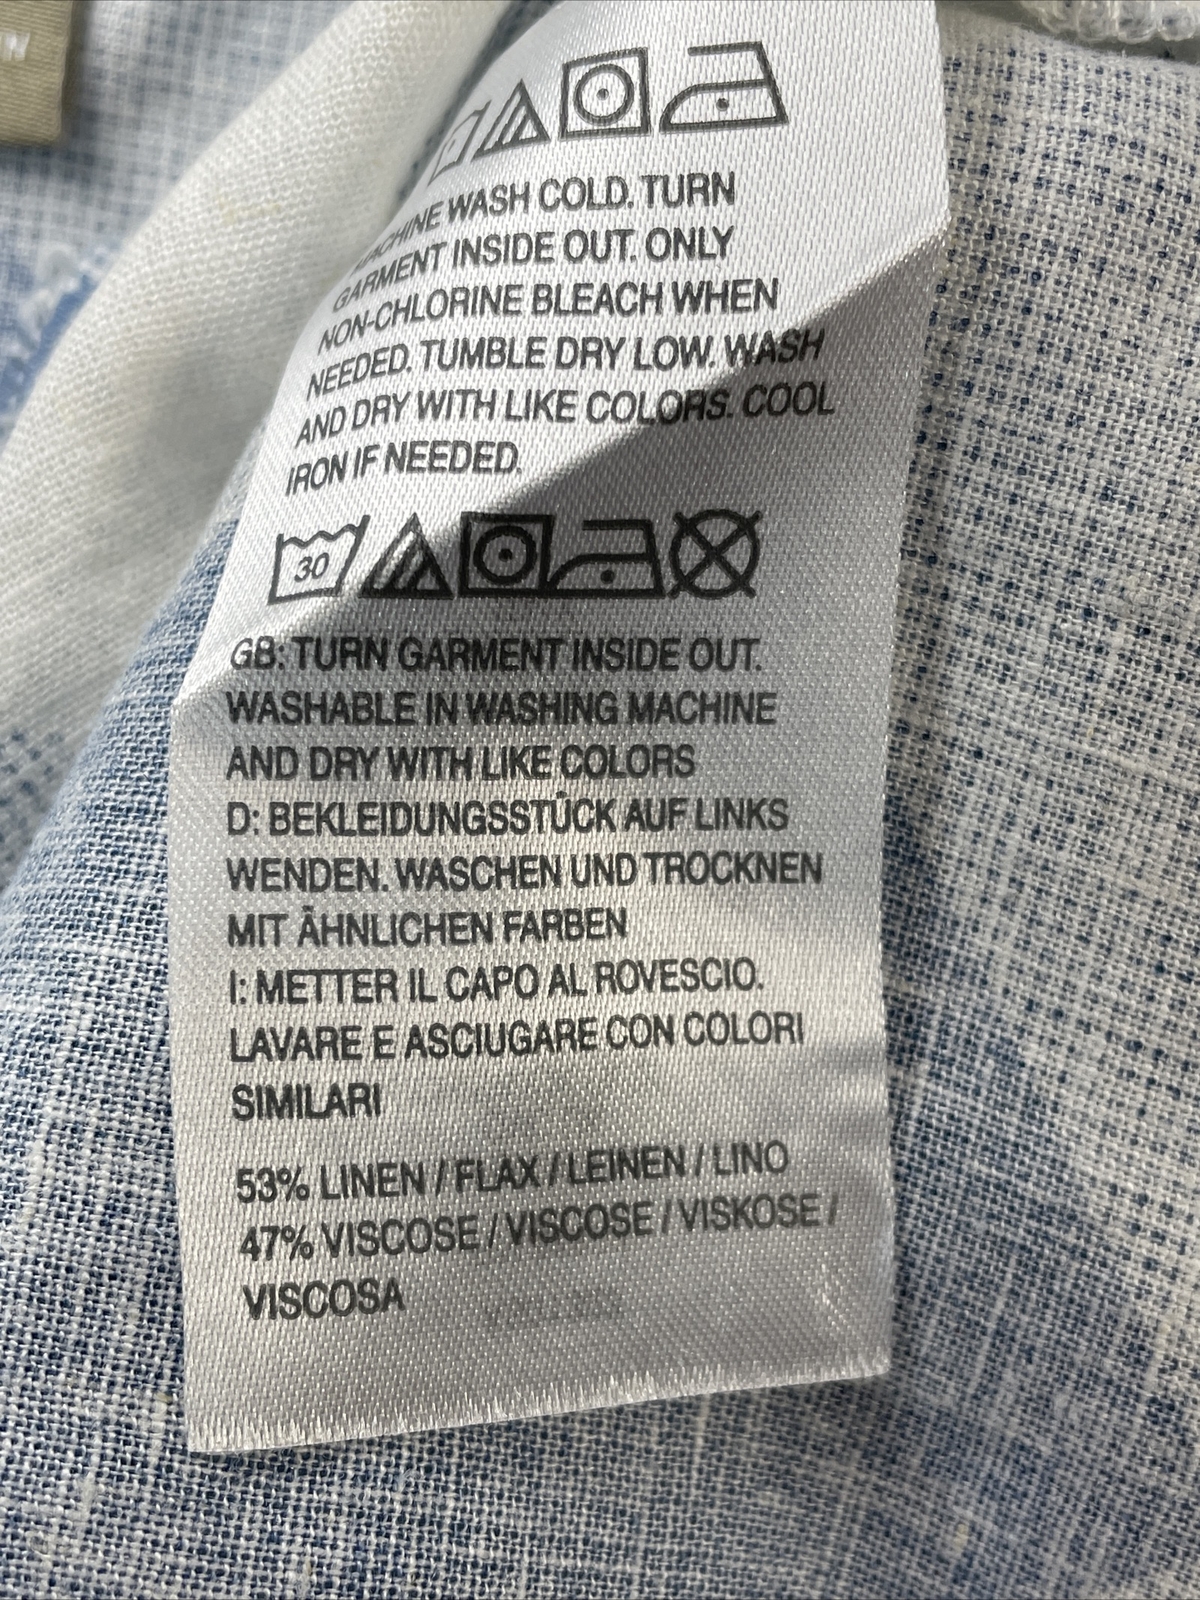 MACHINE WASH COLD. TURN
GARMENT INSIDE OUT. ONLY
NON-CHLORINE BLEACH WHEN
NEEDED. TUMBLE DRY LOW. WASH
AND DRY WITH LIKE COLORS. COOL
IRON IF NEEDED.
30
GB: TURN GARMENT INSIDE OUT.
WASHABLE IN WASHING MACHINE
AND DRY WITH LIKE COLORS
D: BEKLEIDUNGSSTÜCK AUF LINKS
WENDEN. WASCHEN UND TROCKNEN
MIT ÄHNLICHEN FARBEN
I: METTER IL CAPO AL ROVESCIO.
LAVARE E ASCIUGARE CON COLORI
SIMILARI
53% LINEN / FLAX / LEINEN / LINO
47% VISCOSE / VISCOSE / VISKOSE /
VISCOSA